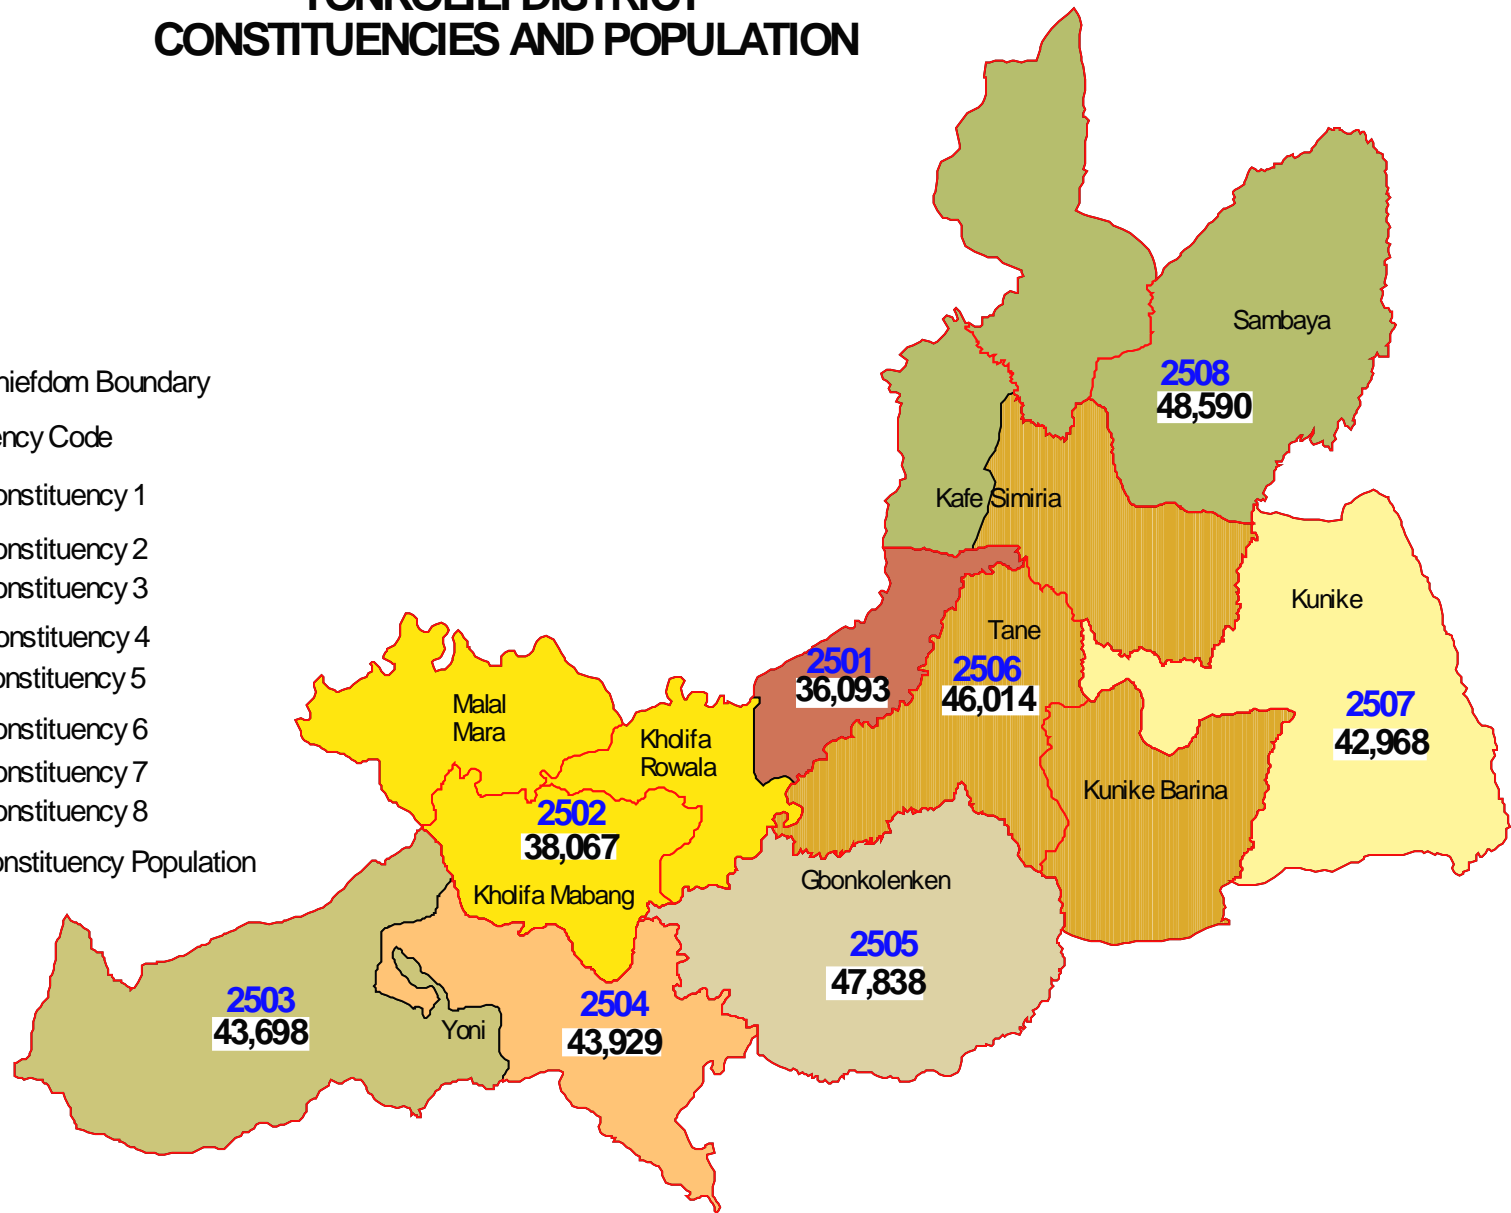 CONSTITUENCIES AND POPULATION
Sambaya
2508
48,590
hiefdom Boundary
ency Code
onstituency 1
Kafe Simiria
onstituency 2
onstituency 3
Kunike
onstituency 4
Tane
2501
36,093
2506
46,014
onstituency 5
Malal
Mara
2507
42,968
onstituency 6
Kholifa
Rowala
onstituency 7
Kunike Barina
onstituency 8
2502
38,067
onstituency Population
Gbonkolenken
Kholifa Mabang
2505
47,838
2503
43,698
2504
43,929
Yoni